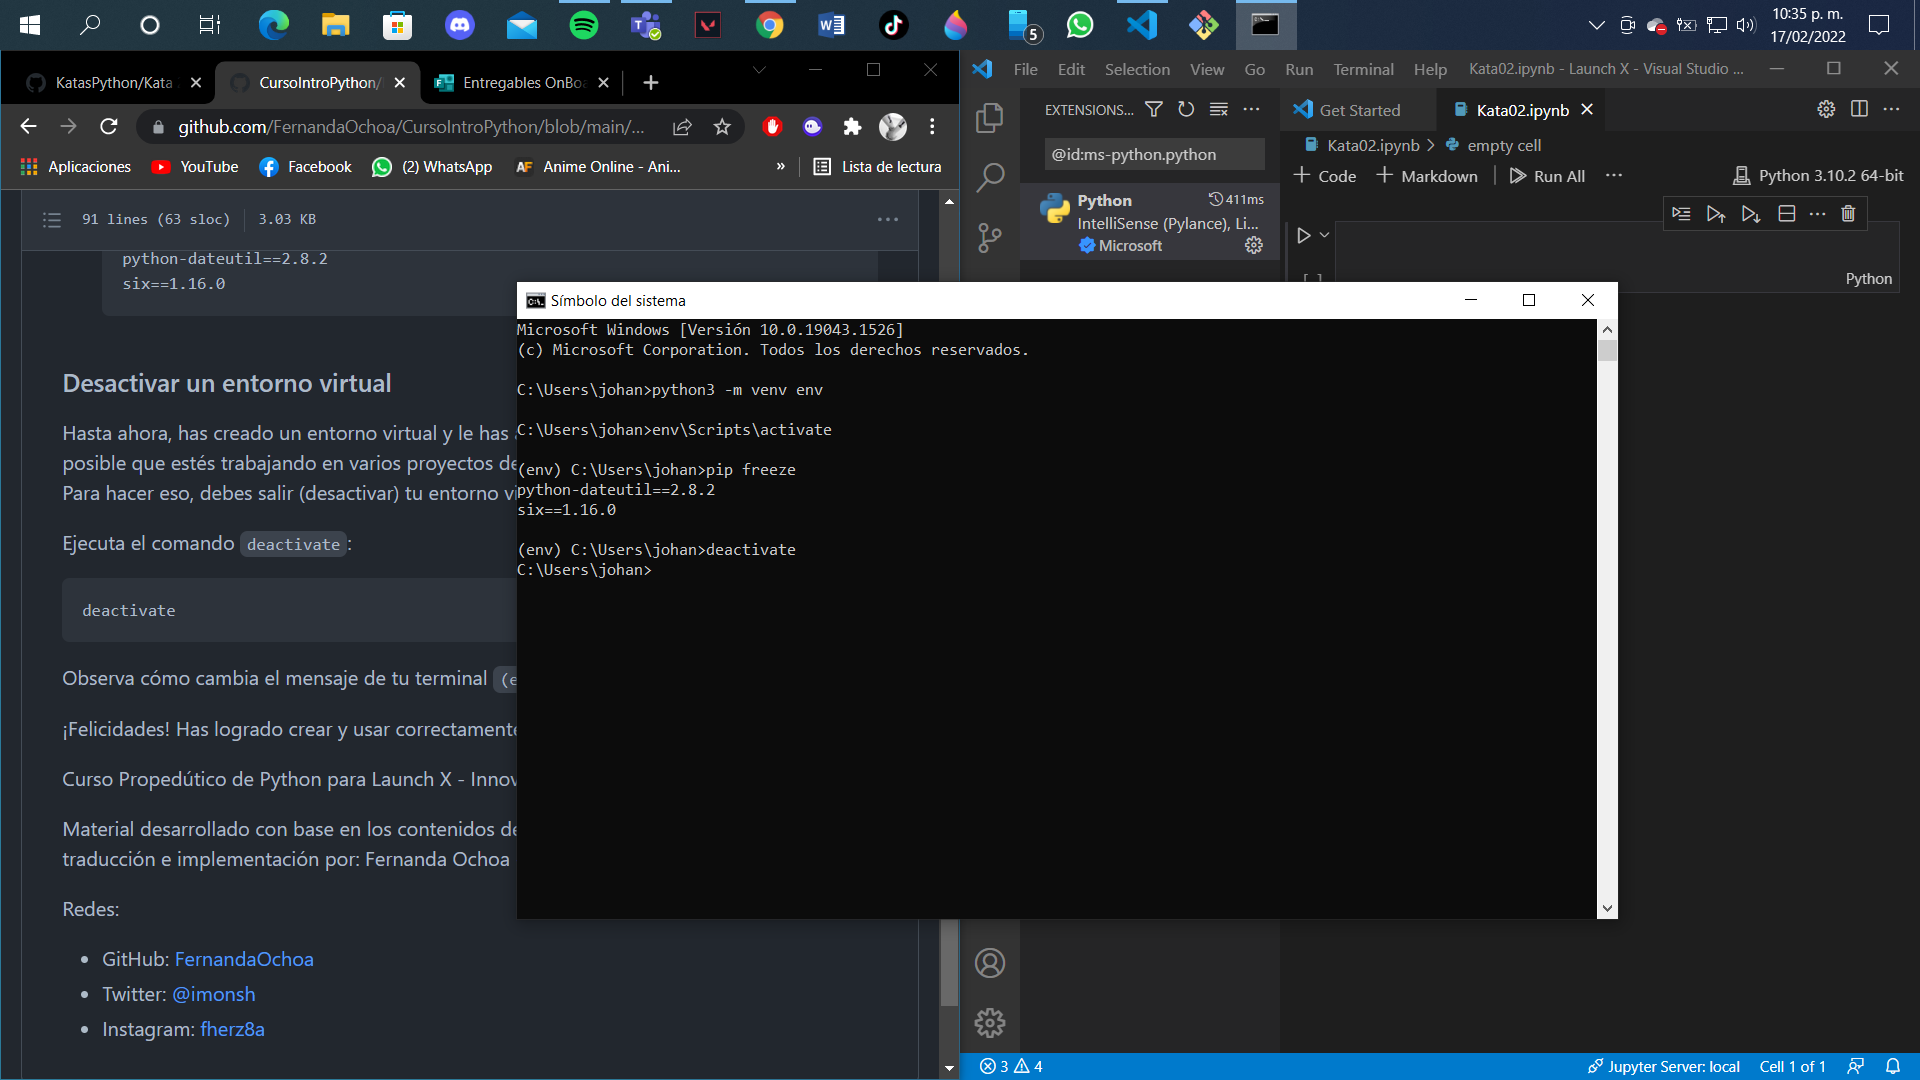 5
10:35 p. m.
17/02/2022
KatasPython/Kata
CursoIntroPython/
Entregables OnBo
github.com/FernandaOchoa/CursoIntroPython/blob/main/...
Aplicaciones
YouTube
Facebook
(2) WhatsApp
AF
Anime Online - Ani...
»
Lista de lectura
91 lines (63 sloc)
3.03 KB
python-dateutil==2.8.2
six==1.16.0
Desactivar un entorno virtual
Hasta ahora, has creado un entorno virtual y le has
posible que estés trabajando en varios proyectos de
Para hacer eso, debes salir (desactivar) tu entorno vi
Ejecuta el comando deactivate:
deactivate
Observa cómo cambia el mensaje de tu terminal (e
¡Felicidades! Has logrado crear y usar correctamente
Curso Propedútico de Python para Launch X - Innov
Material desarrollado con base en los contenidos de
traducción e implementación por: Fernanda Ochoa
Redes:
GitHub: FernandaOchoa
Twitter: @imonsh
Instagram: fherz8a
File Edit Selection View Go Run Terminal Help
Kata02.ipynb - Launch X - Visual Studio ...
EXTENSIONS...
@id:ms-python.python
Python
411ms
IntelliSense (Pylance), Li...
Microsoft
Get Started
Kata02.ipynb
Kata02.ipynb > empty cell
+ Code + Markdown
Run All
...
Python 3.10.2 64-bit
[ ]
Python
Símbolo del sistema
Microsoft Windows [Versión 10.0.19043.1526]
(c) Microsoft Corporation. Todos los derechos reservados.
C:\Users\johan>python3 -m venv env
C:\Users\johan>env\Scripts\activate
(env) C:\Users\johan>pip freeze
python-dateutil==2.8.2
six==1.16.0
(env) C:\Users\johan>deactivate
C:\Users\johan>
3
4
Jupyter Server: local
Cell 1 of 1